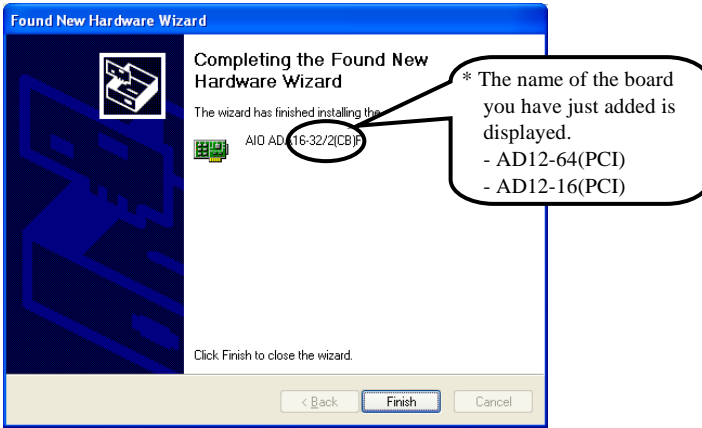 Found New Hardware Wizard
Completing the Found New
Hardware Wizard
The wizard has finished installing the
AIO ADA16-32/2(CB)F
* The name of the board
you have just added is
displayed.
- AD12-64(PCI)
- AD12-16(PCI)
Click Finish to close the wizard.
< Back
Finish
Cancel